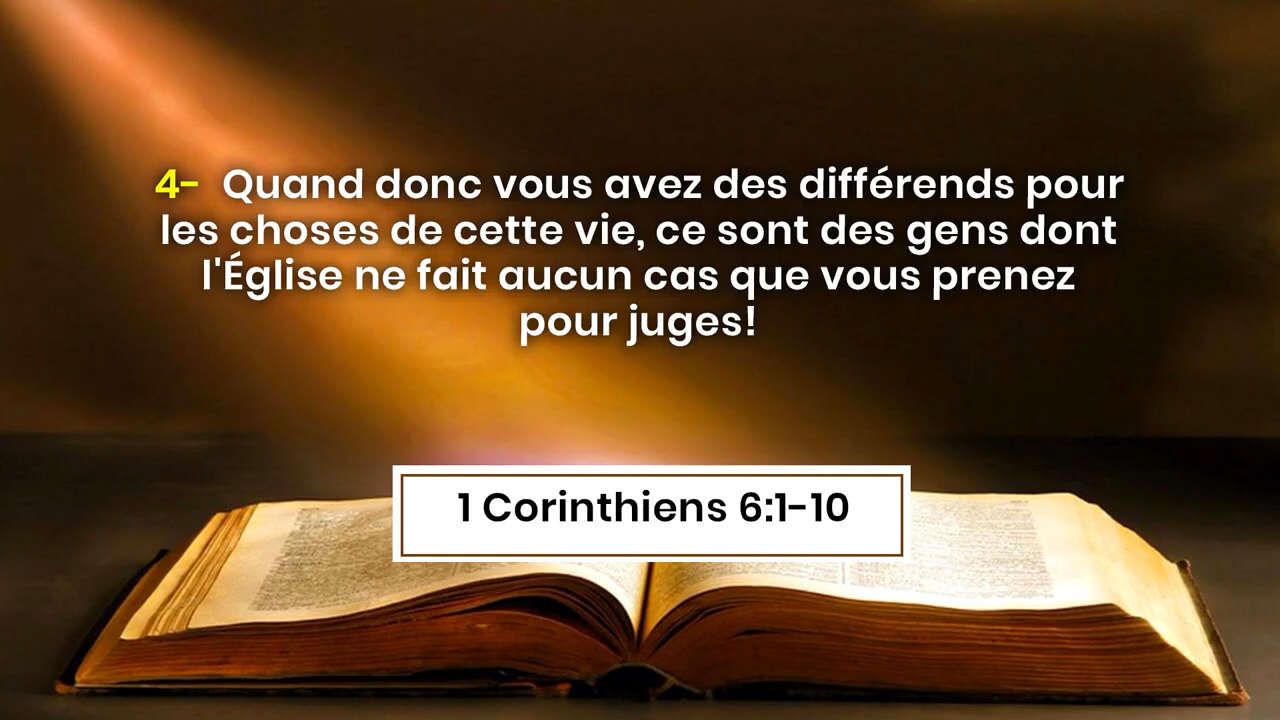 4- Quand donc vous avez des différends pour
les choses de cette vie, ce sont des gens dont
l'Église ne fait aucun cas que vous prenez
pour juges!
1 Corinthiens 6:1-10